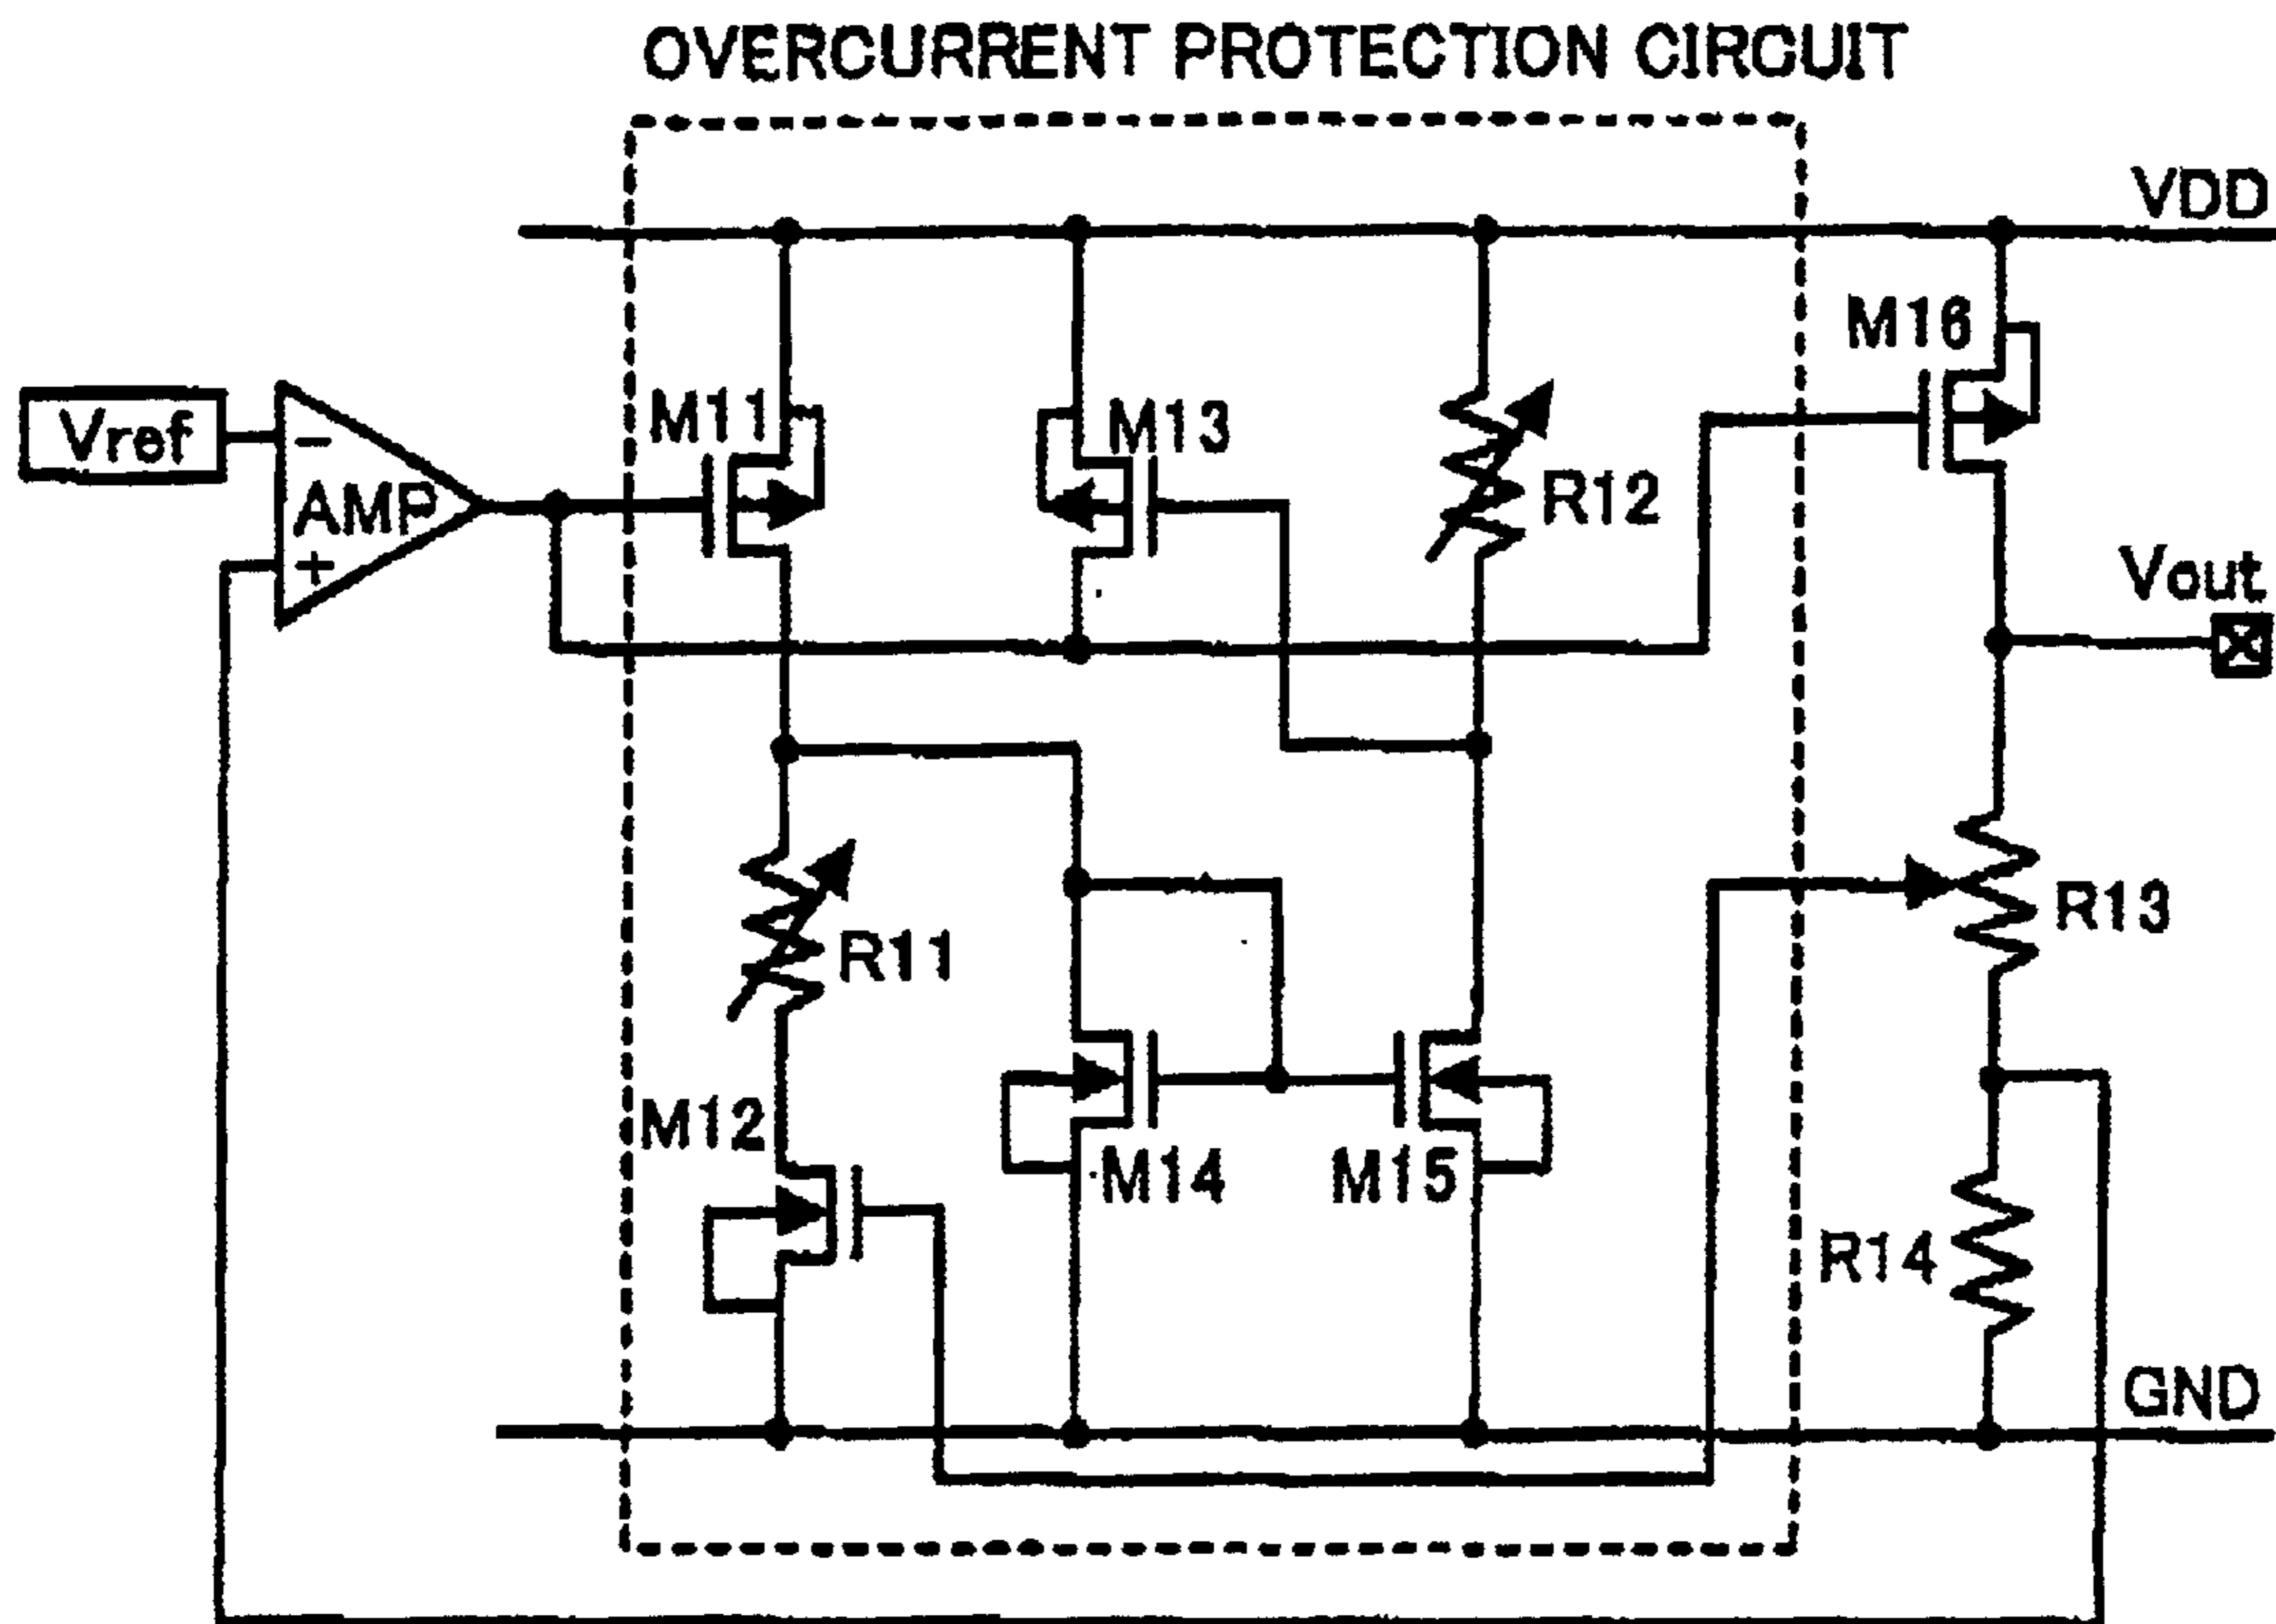 OVERCURRENT PROTECTION CIRCUIT
VDD
M16
Vref
−
AMP
+
M11
M13
R12
Vout
R11
R13
M12
M14
M15
R14
GND